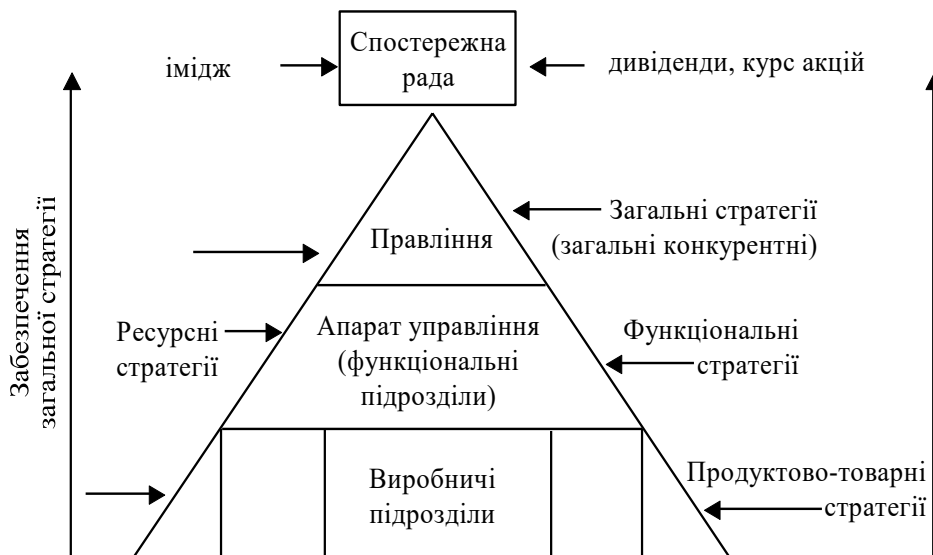 Спостережна
рада
імідж
дивіденди, курс акцій
Забезпечення
загальної стратегії
Правління
Загальні стратегії
(загальні конкурентні)
Ресурсні
стратегії
Апарат управління
(функціональні
підрозділи)
Функціональні
стратегії
Виробничі
підрозділи
Продуктово-товарні
стратегії